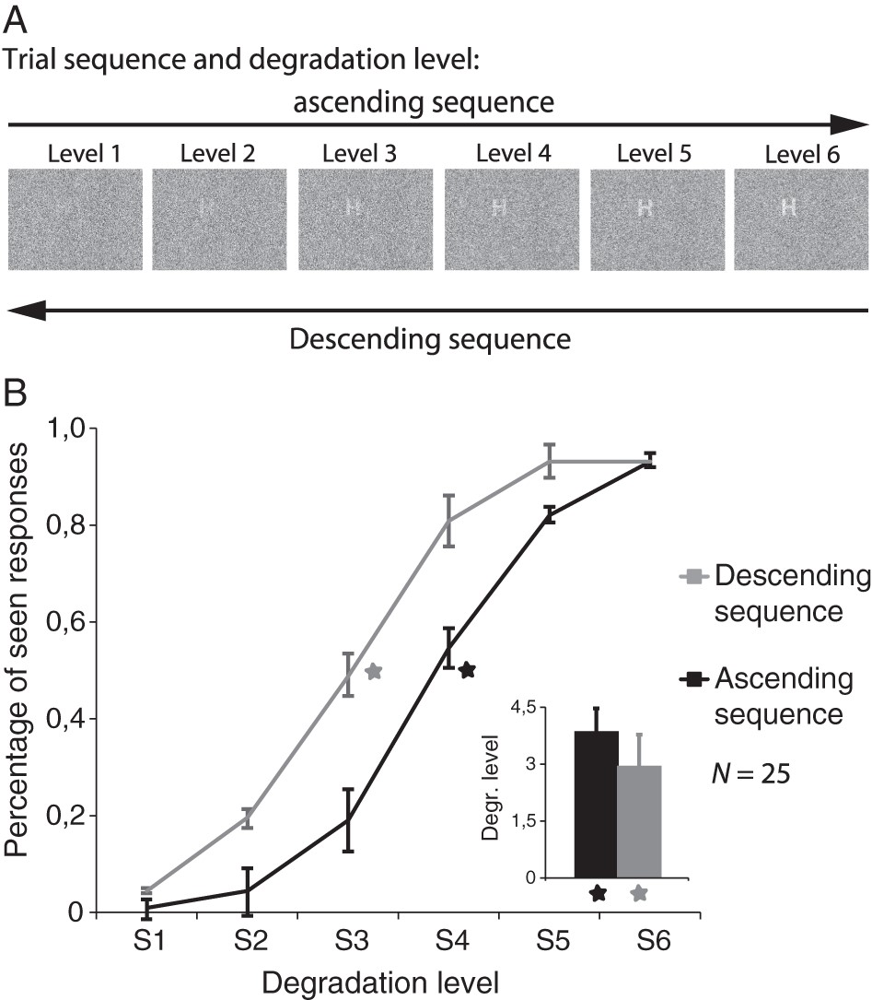 A
Trial sequence and degradation level:
ascending sequence
Level 1 Level 2 Level 3 Level 4 Level 5 Level 6
H H H H H
Descending sequence
B
Percentage of seen responses
1,0
0,8
0,6
0,4
0,2
0
S1 S2 S3 S4 S5 S6
Degradation level
Descending
sequence
Ascending
sequence
N = 25
Degr. level
4,5
3
1,5
0